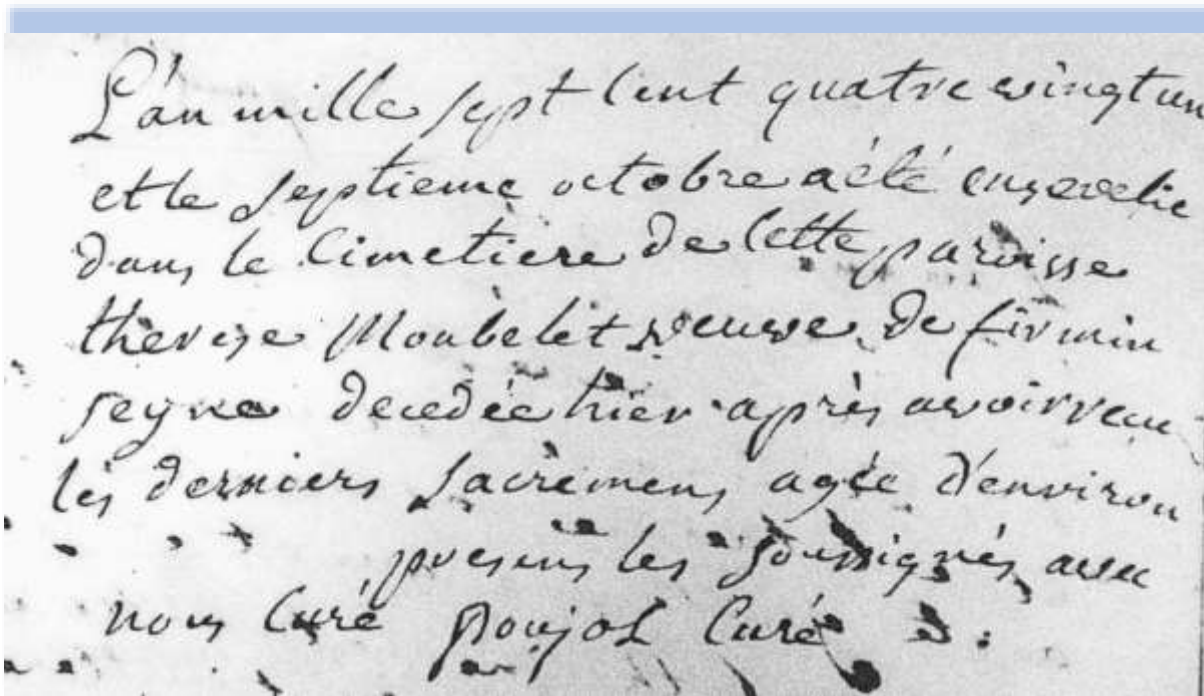 L'an mille sept Cent quatre vingt un
et le septieme octobre a été ensevelie
dans le Cimetiere de Cette paroisse
therese Moubelet veuve de firmin
seyne decedée hier après avoir reçu
les derniers sacremens agée d'environ
presens les soussignés avec
nous Curé Poujol Curé